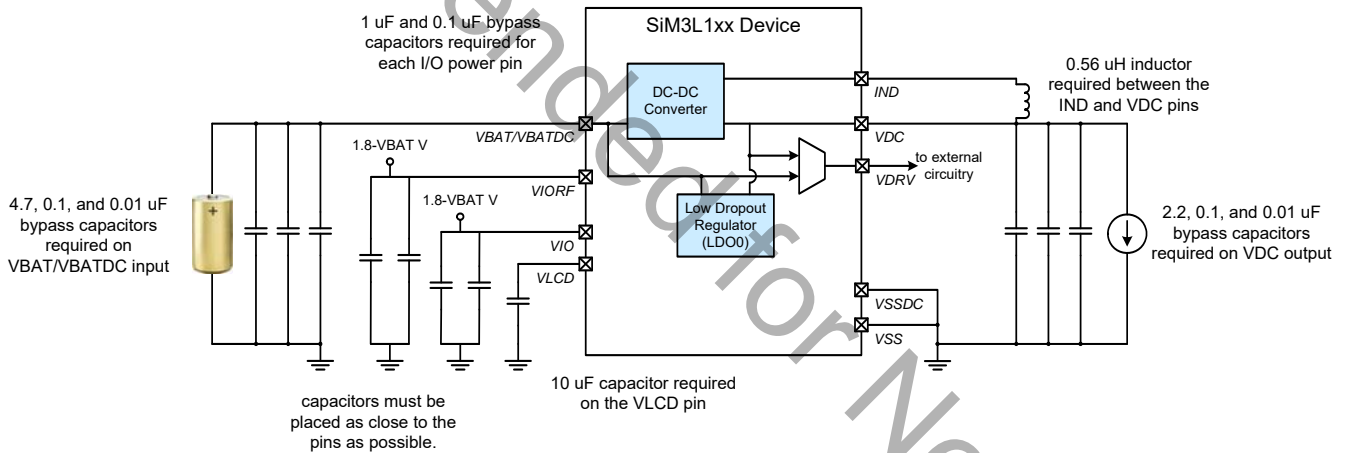 1 uF and 0.1 uF bypass
capacitors required for
each I/O power pin
SiM3L1xx Device
DC-DC
Converter
IND
0.56 uH inductor
required between the
IND and VDC pins
VBAT/VBATDC
VDC
1.8-VBAT V
VIORF
to external
circuitry
VDRV
1.8-VBAT V
Low Dropout
Regulator
(LDO0)
4.7, 0.1, and 0.01 uF
bypass capacitors
required on
VBAT/VBATDC input
+
VIO
VLCD
2.2, 0.1, and 0.01 uF
bypass capacitors
required on VDC output
VSSDC
VSS
10 uF capacitor required
on the VLCD pin
capacitors must be
placed as close to the
pins as possible.
ended for Ne